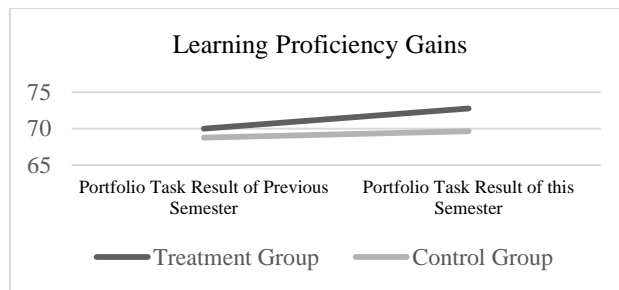 Learning Proficiency Gains
75
70
65
Portfolio Task Result of Previous
Semester
Portfolio Task Result of this
Semester
Treatment Group
Control Group